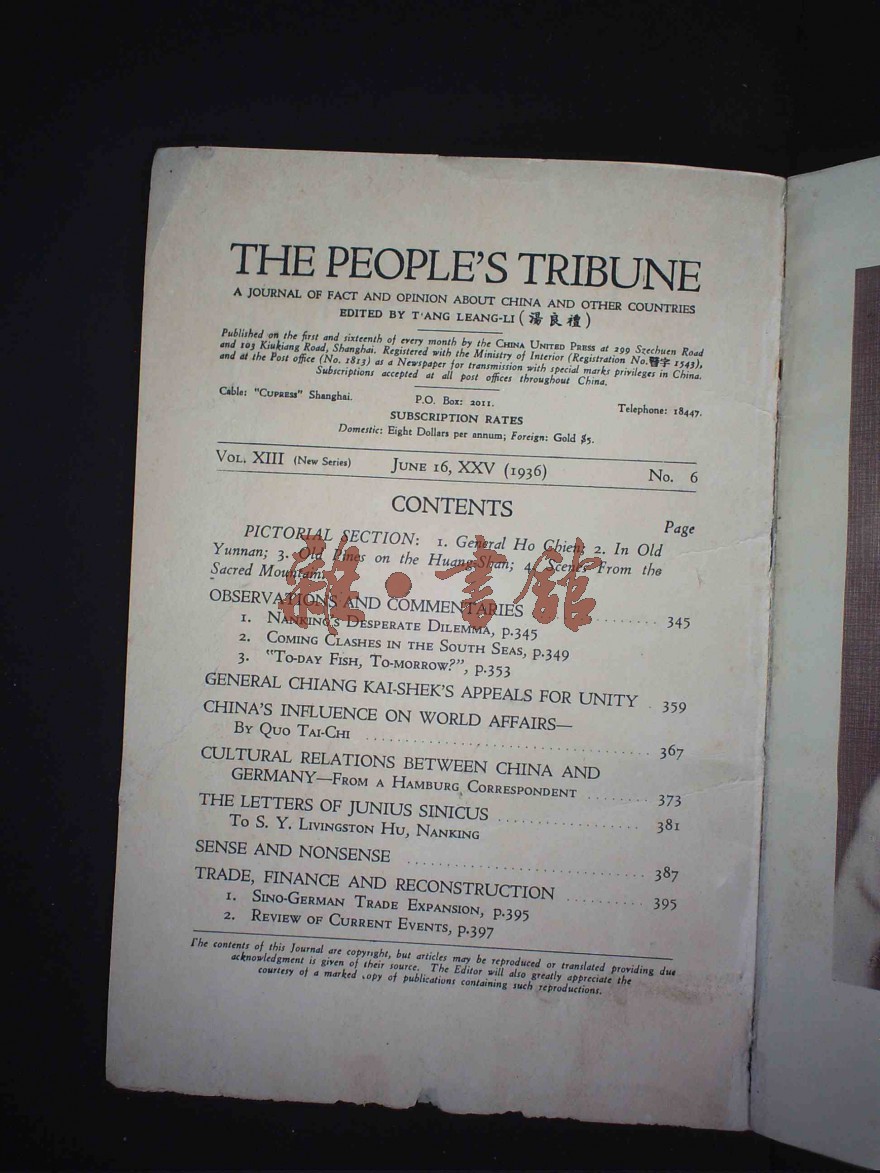 THE PEOPLE'S TRIBUNE
A JOURNAL OF FACT AND OPINION ABOUT CHINA AND OTHER COUNTRIES
EDITED BY T'ANG LEANG-LI (湯良禮)
Published on the first and sixteenth of every month by the CHINA UNITED PRESS at 299 Szechuen Road
and 103 Kiukiang Road, Shanghai. Registered with the Ministry of Interior (Registration No. 警字 1543),
and at the Post office (No. 1813) as a Newspaper for transmission with special marks privileges in China.
Subscriptions accepted at all post offices throughout China.
Cable: "CUPRESS" Shanghai. P.O. Box: 2011. Telephone: 18447.
SUBSCRIPTION RATES
Domestic: Eight Dollars per annum; Foreign: Gold $5.
VOL. XIII (New Series) JUNE 16, XXV (1936) No. 6
CONTENTS
Page
PICTORIAL SECTION: 1. General Ho Chien; 2. In Old
Yunnan; 3. Old Pines on the Huang Shan; 4. Scenes From the
Sacred Mountain.
雜·書館
OBSERVATIONS AND COMMENTARIES ........ 345
1. NANKING'S DESPERATE DILEMMA, p.345
2. COMING CLASHES IN THE SOUTH SEAS, p.349
3. "TO-DAY FISH, TO-MORROW?", p.353
GENERAL CHIANG KAI-SHEK'S APPEALS FOR UNITY . 359
CHINA'S INFLUENCE ON WORLD AFFAIRS—
BY QUO TAI-CHI ........ 367
CULTURAL RELATIONS BETWEEN CHINA AND
GERMANY—FROM A HAMBURG CORRESPONDENT ........ 373
THE LETTERS OF JUNIUS SINICUS ........ 381
TO S. Y. LIVINGSTON HU, NANKING
SENSE AND NONSENSE ........ 387
TRADE, FINANCE AND RECONSTRUCTION ........ 395
1. SINO-GERMAN TRADE EXPANSION, p.395
2. REVIEW OF CURRENT EVENTS, p.397
The contents of this Journal are copyright, but articles may be reproduced or translated providing due
acknowledgment is given of their source. The Editor will also greatly appreciate the
courtesy of a marked copy of publications containing such reproductions.